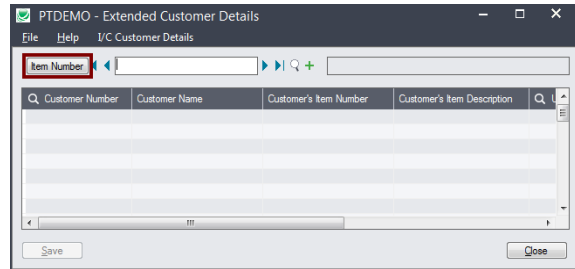 PTDEMO - Extended Customer Details
File Help I/C Customer Details
Item Number
Customer Number Customer Name Customer's Item Number Customer's Item Description
Save Close